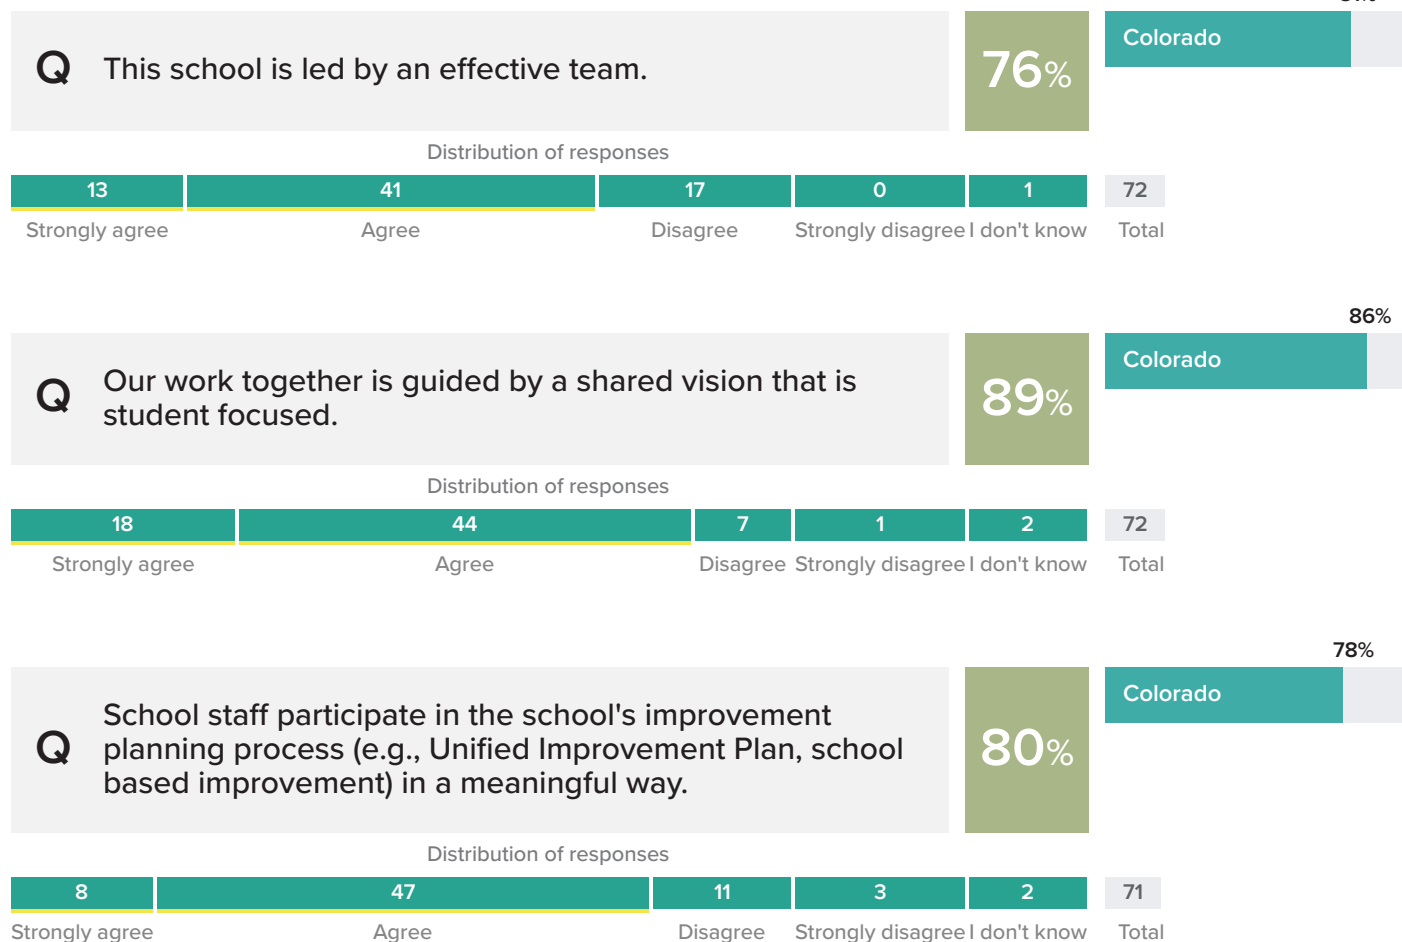 Q This school is led by an effective team.
76%
Colorado
Distribution of responses
13 41 17 0 1 72
Strongly agree Agree Disagree Strongly disagree I don't know Total
86%
Q Our work together is guided by a shared vision that is
student focused.
89%
Colorado
Distribution of responses
18 44 7 1 2 72
Strongly agree Agree Disagree Strongly disagree I don't know Total
78%
Q School staff participate in the school's improvement
planning process (e.g., Unified Improvement Plan, school
based improvement) in a meaningful way.
80%
Colorado
Distribution of responses
8 47 11 3 2 71
Strongly agree Agree Disagree Strongly disagree I don't know Total